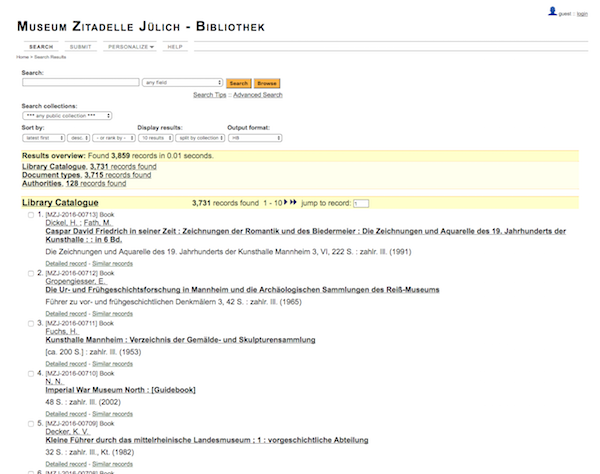 guest :: login
Museum Zitadelle Jülich - Bibliothek
SEARCH SUBMIT PERSONALIZE HELP
Home > Search Results
Search:
any field Search Browse
Search Tips :: Advanced Search
Search collections:
*** any public collection ***
Sort by: Display results: Output format:
latest first desc. - or rank by - 10 results split by collection HB
Results overview: Found 3,859 records in 0.01 seconds.
Library Catalogue, 3,731 records found
Document types, 3,715 records found
Authorities, 128 records found
Library Catalogue 3,731 records found 1 - 10 jump to record: 1
1. [MZJ-2016-00713] Book
Dickel, H. ; Fath, M.
Caspar David Friedrich in seiner Zeit : Zeichnungen der Romantik und des Biedermeier : Die Zeichnungen und Aquarelle des 19. Jahrhunderts der
Kunsthalle : : in 6 Bd.
Die Zeichnungen und Aquarelle des 19. Jahrhunderts der Kunsthalle Mannheim 3, VI, 222 S. : zahlr. Ill. (1991)
Detailed record - Similar records
2. [MZJ-2016-00712] Book
Gropengiesser, E.
Die Ur- und Frühgeschichtsforschung in Mannheim und die Archäologischen Sammlungen des Reiß-Museums
Führer zu vor- und frühgeschichtlichen Denkmälern 3, 42 S. : zahlr. Ill. (1965)
Detailed record - Similar records
3. [MZJ-2016-00711] Book
Fuchs, H.
Kunsthalle Mannheim : Verzeichnis der Gemälde- und Skulpturensammlung
[ca. 200 S.] : zahlr. Ill. (1953)
Detailed record - Similar records
4. [MZJ-2016-00710] Book
N, N.
Imperial War Museum North : [Guidebook]
48 S. : zahlr. Ill. (2002)
Detailed record - Similar records
5. [MZJ-2016-00709] Book
Decker, K. V.
Kleine Führer durch das mittelrheinische Landesmuseum ; 1 : vorgeschichtliche Abteilung
32 S. : zahlr. Ill., Kt. (1982)
Detailed record - Similar records
6. [MZJ-2016-00708] Book